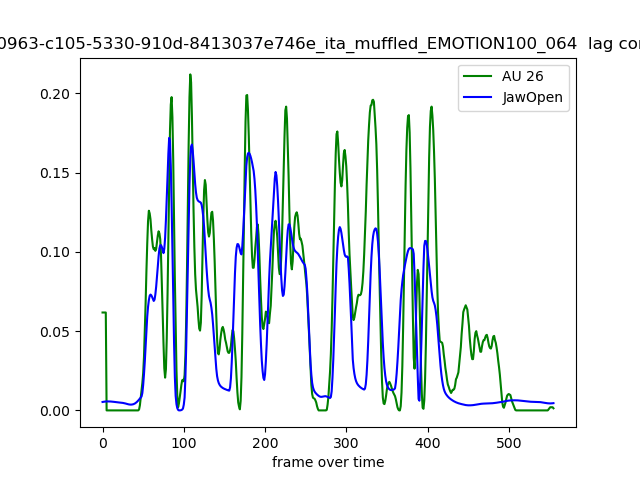 0963-c105-5330-910d-8413037e746e_ita_muffled_EMOTION100_064 lag
AU 26
JawOpen
0.20
0.15
0.10
0.05
0.00
0 100 200 300 400 500
frame over time